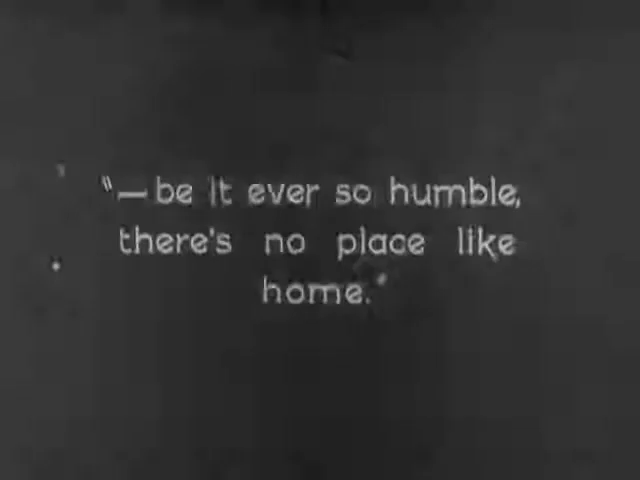 "—be it ever so humble,
there's no place like
home."